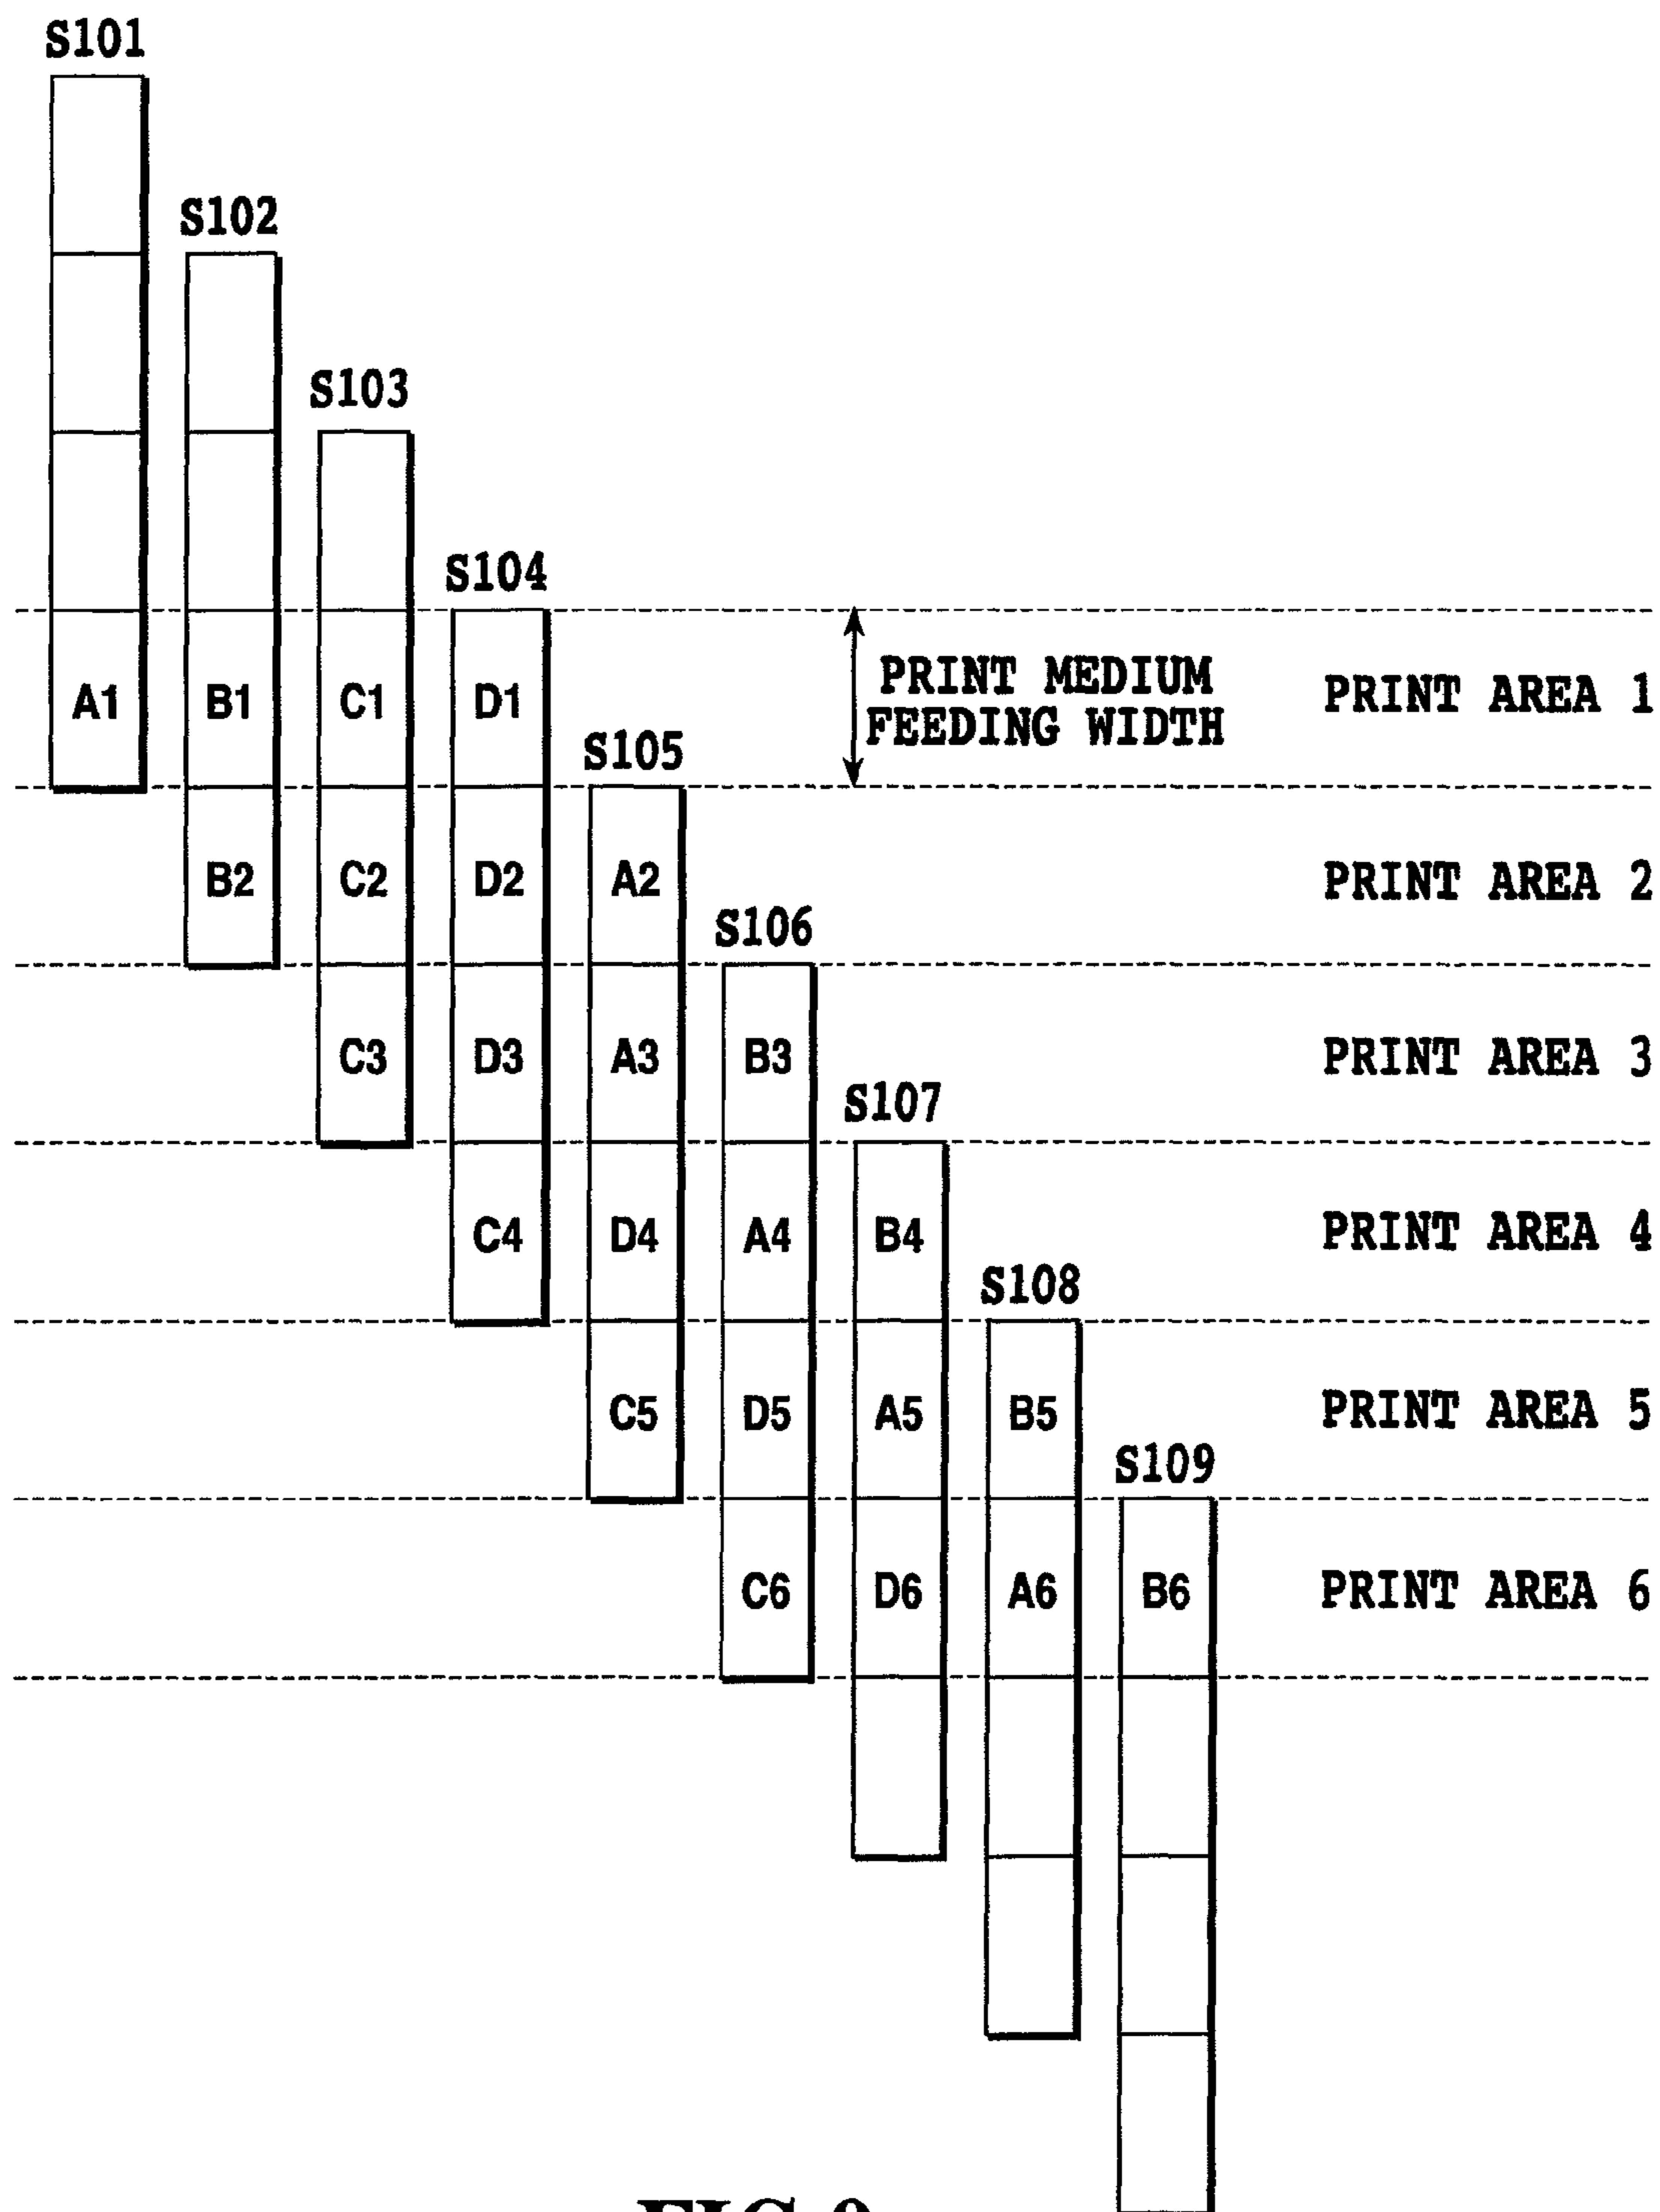 S101
S102
S103
S104
A1 B1 C1 D1 PRINT MEDIUM FEEDING WIDTH PRINT AREA 1
S105
B2 C2 D2 A2 PRINT AREA 2
S106
C3 D3 A3 B3 PRINT AREA 3
S107
C4 D4 A4 B4 PRINT AREA 4
S108
C5 D5 A5 B5 PRINT AREA 5
S109
C6 D6 A6 B6 PRINT AREA 6